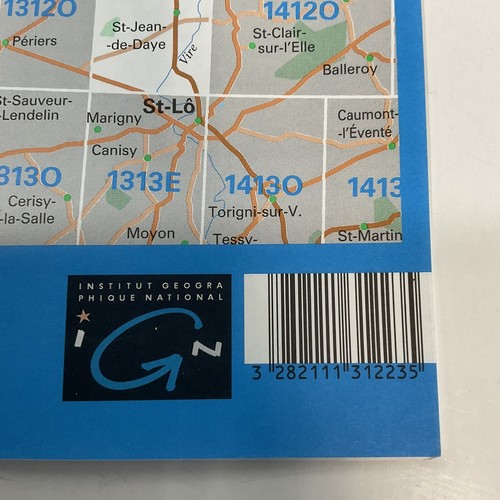 1312O
1412O
St-Jean-
-de-Daye
Vire
Périers
St-Clair-
-sur-l'Elle
Balleroy
St-Sauveur-
-Lendelin
Marigny
St-Lô
Caumont-
-l'Éventé
Canisy
313O
1313E
1413O
1413
Cerisy-
-la-Salle
Torigni-sur-V.
Moyon
Tessy-
St-Martin
INSTITUT GEOGRA
PHIQUE NATIONAL
I G N
3 282111 312235